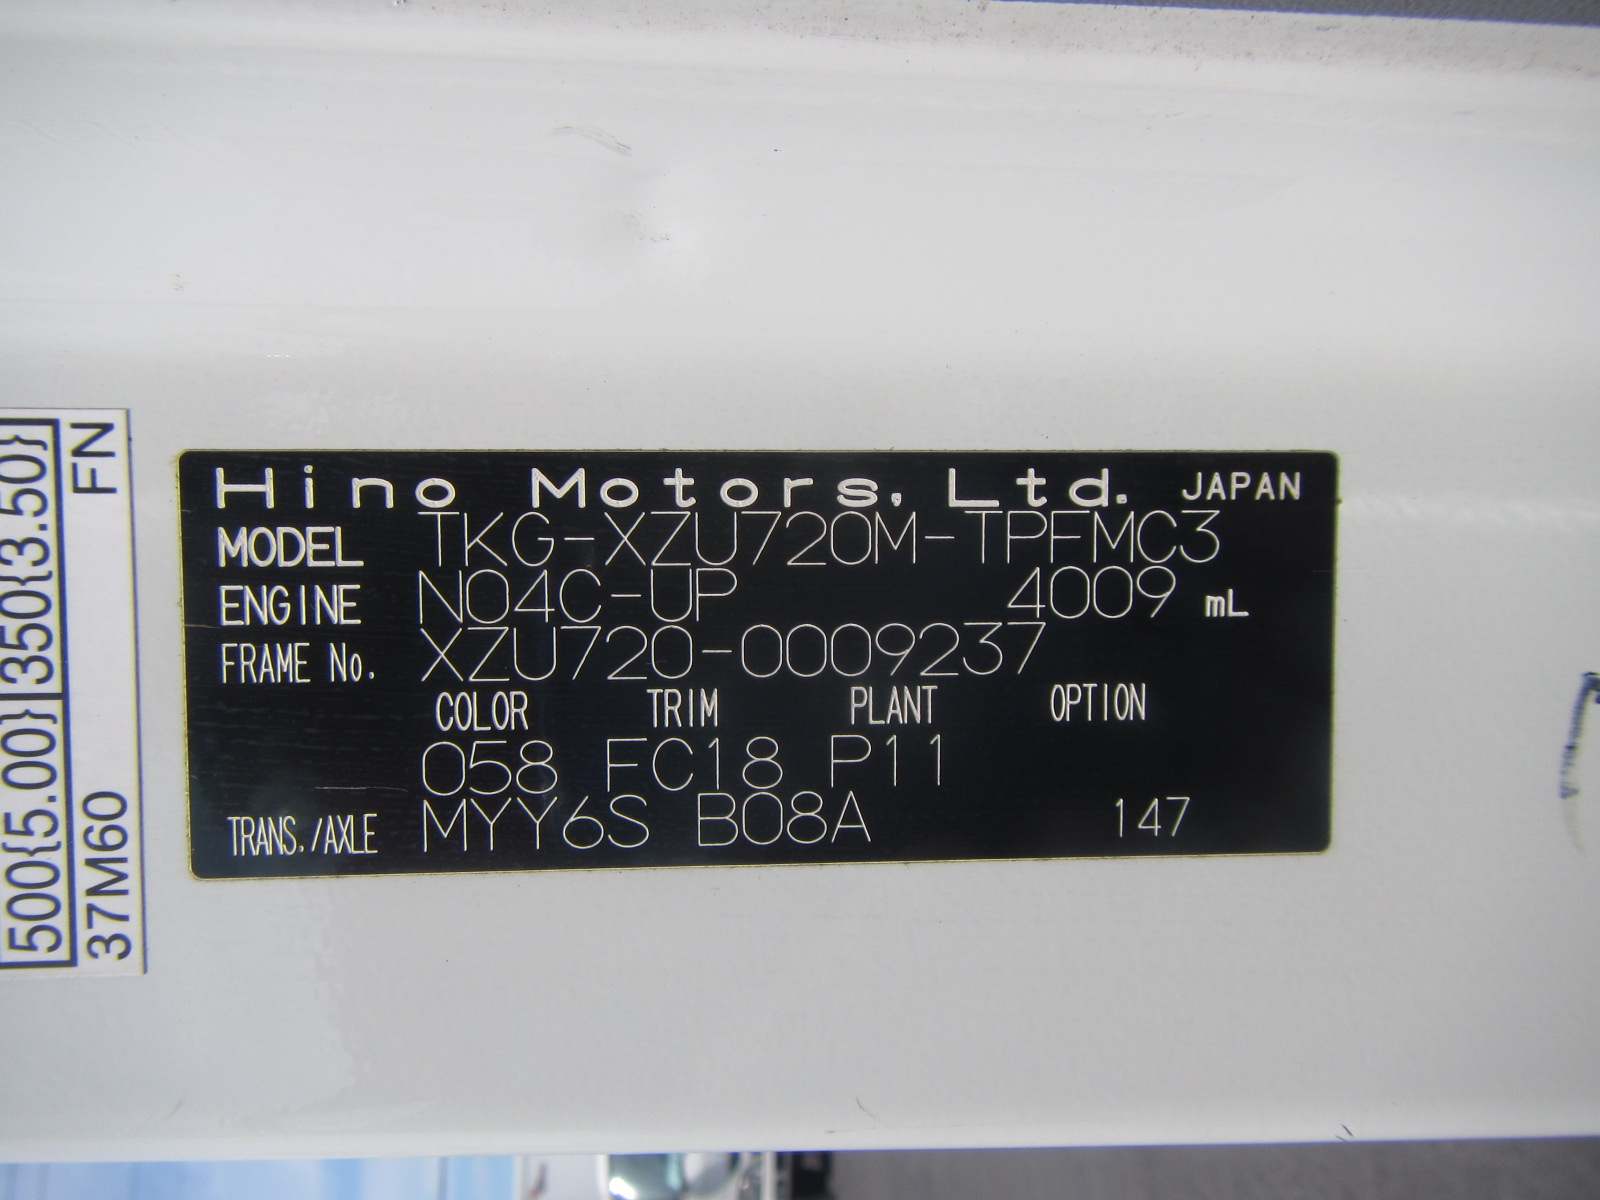 Hino Motors, Ltd. JAPAN
MODEL TKG-XZU720M-TPFMC3
ENGINE N04C-UP 4009 mL
FRAME No. XZU720-0009237
COLOR TRIM PLANT OPTION
058 FC18 P11
TRANS./AXLE MYY6S B08A 147
500{5.00} 350{3.50}
37M60 FN